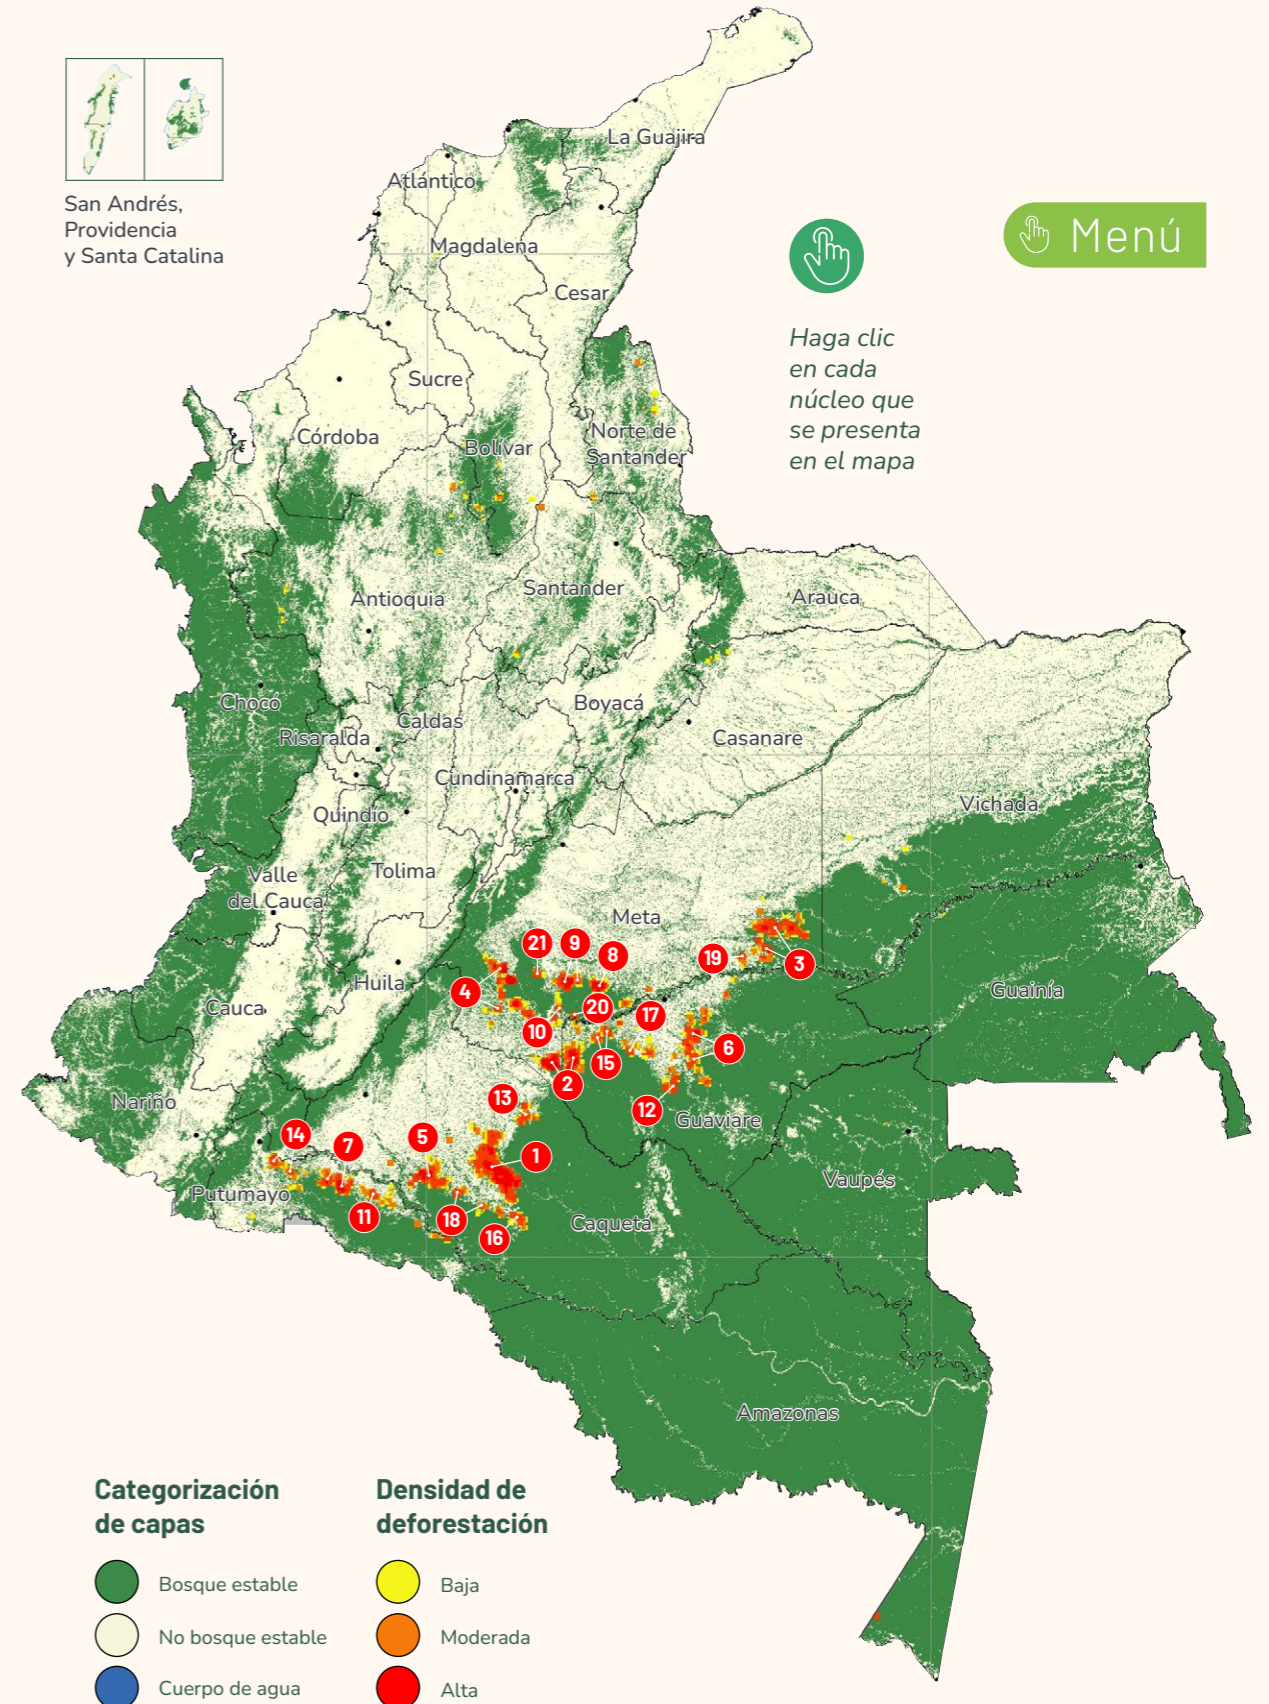 San Andrés,
Providencia
y Santa Catalina
Menú
Haga clic
en cada
núcleo que
se presenta
en el mapa
La Guajira
Atlántico
Magdalena
Cesar
Sucre
Córdoba
Bolívar
Norte de
Santander
Antioquia
Santander
Arauca
Chocó
Boyacá
Caldas
Risaralda
Casanare
Cundinamarca
Quindío
Vichada
Tolima
Valle
del Cauca
Meta
21
9
8
19
3
Huila
4
Guainía
Cauca
20
17
10
6
15
2
13
Nariño
12
Guaviare
14
7
5
1
Vaupés
Putumayo
11
18
16
Caquetá
Amazonas
Categorización
de capas
Bosque estable
No bosque estable
Cuerpo de agua
Densidad de
deforestación
Baja
Moderada
Alta